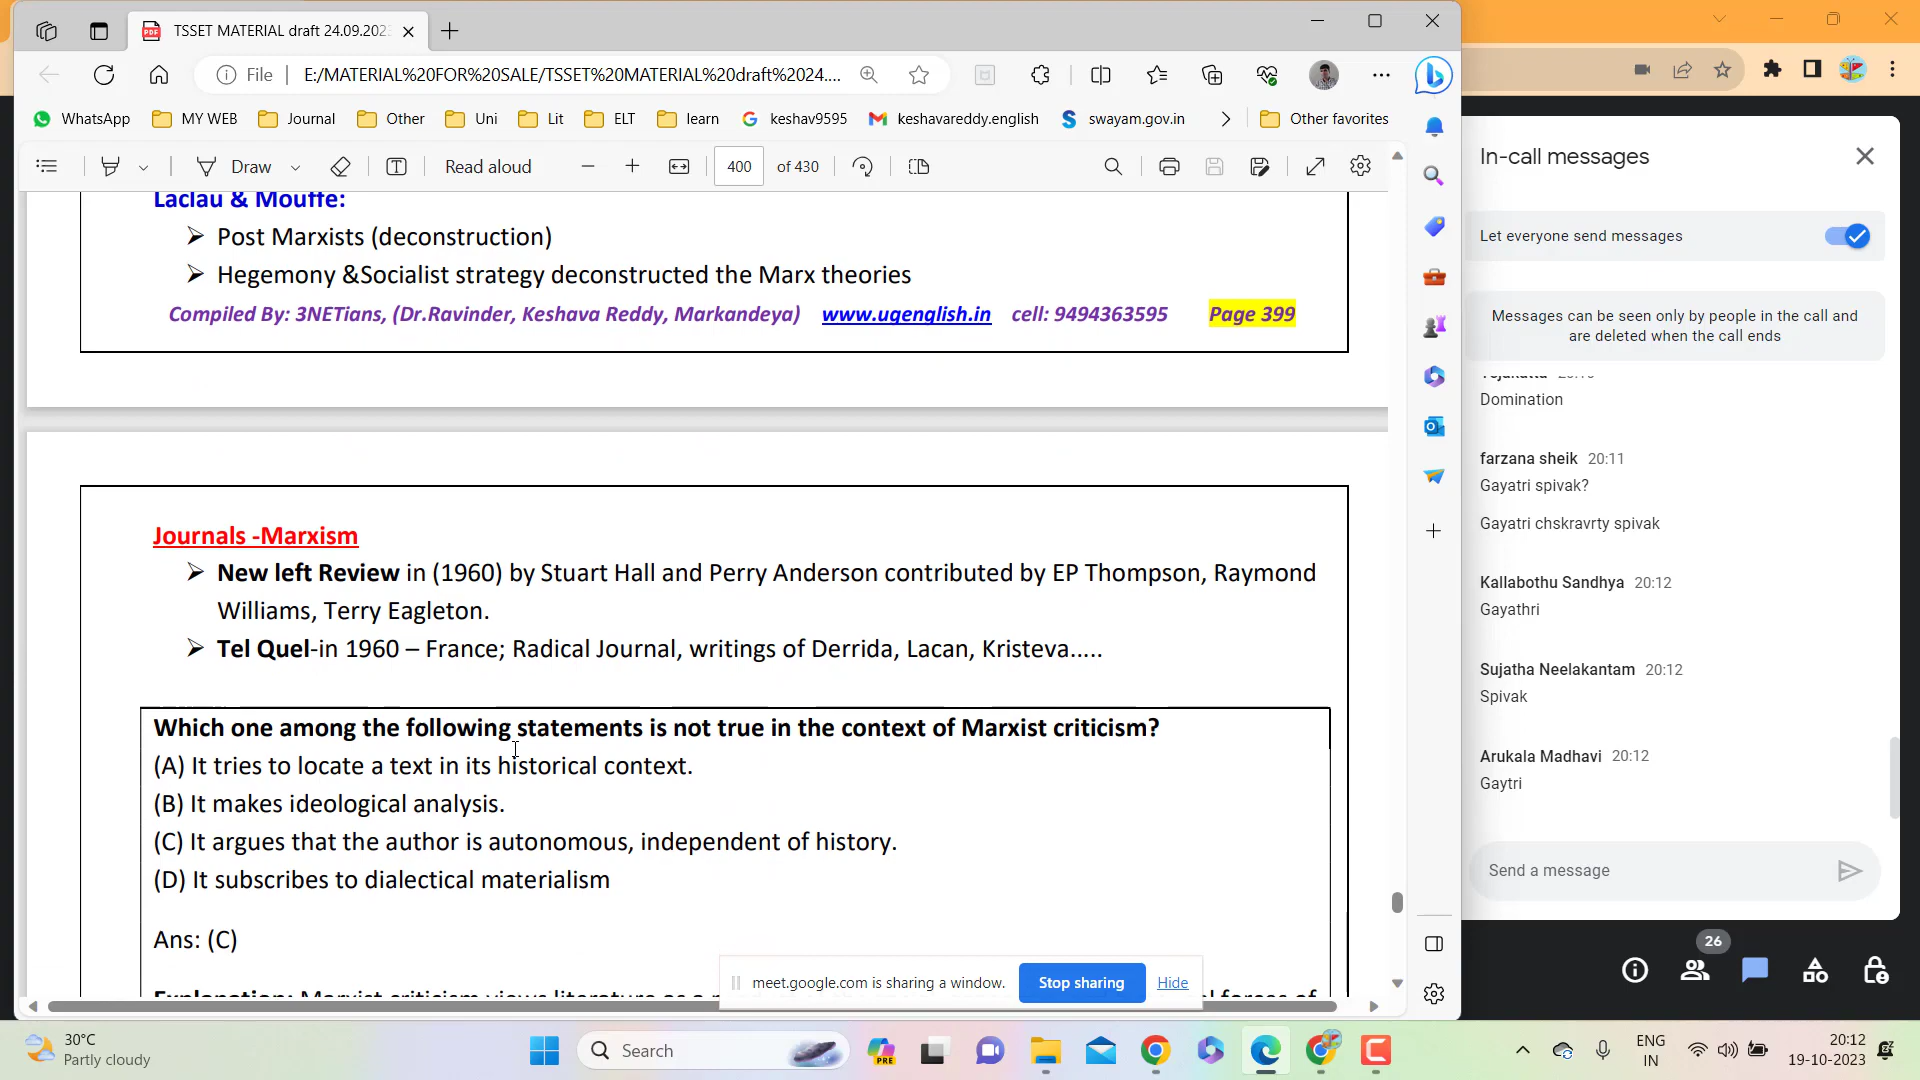 TSSET MATERIAL draft 24.09.202
File
E:/MATERIAL%20FOR%20SALE/TSSET%20MATERIAL%20draft%2024....
WhatsApp MY WEB Journal Other Uni Lit ELT learn keshav9595 keshavareddy.english swayam.gov.in Other favorites
Draw Read aloud 400 of 430
Laclau & Mouffe:
Post Marxists (deconstruction)
Hegemony &Socialist strategy deconstructed the Marx theories
Compiled By: 3NETians, (Dr.Ravinder, Keshava Reddy, Markandeya) www.ugenglish.in cell: 9494363595 Page 399
Journals -Marxism
New left Review in (1960) by Stuart Hall and Perry Anderson contributed by EP Thompson, Raymond
Williams, Terry Eagleton.
Tel Quel-in 1960 – France; Radical Journal, writings of Derrida, Lacan, Kristeva.....
Which one among the following statements is not true in the context of Marxist criticism?
(A) It tries to locate a text in its historical context.
(B) It makes ideological analysis.
(C) It argues that the author is autonomous, independent of history.
(D) It subscribes to dialectical materialism
Ans: (C)
Explanation: Marxist criticism views literature as a
meet.google.com is sharing a window. Stop sharing Hide
In-call messages
Let everyone send messages
Messages can be seen only by people in the call and
are deleted when the call ends
Domination
farzana sheik 20:11
Gayatri spivak?
Gayatri chskravrty spivak
Kallabothu Sandhya 20:12
Gayathri
Sujatha Neelakantam 20:12
Spivak
Arukala Madhavi 20:12
Gaytri
Send a message
26
30°C
Partly cloudy
Search
PRE
ENG
IN
20:12
19-10-2023